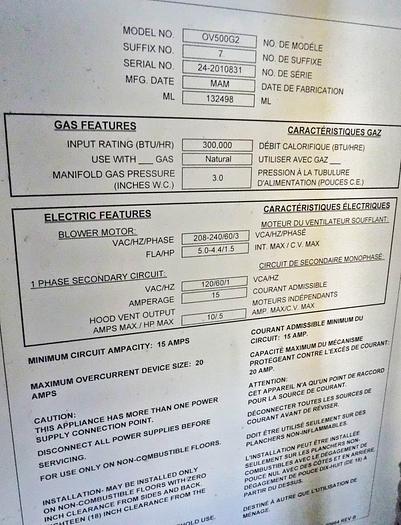 MODEL NO. OV500G2 NO. DE MODÈLE
SUFFIX NO. 7 NO. DE SUFFIXE
SERIAL NO. 24-2010831 NO. DE SÉRIE
MFG. DATE MAM DATE DE FABRICATION
ML 132498 ML
GAS FEATURES CARACTÉRISTIQUES GAZ
INPUT RATING (BTU/HR) 300,000 DÉBIT CALORIFIQUE (BTU/HRE)
USE WITH ___ GAS Natural UTILISER AVEC GAZ ___
MANIFOLD GAS PRESSURE 3.0 PRESSION À LA TUBULURE
(INCHES W.C.) D'ALIMENTATION (POUCES C.E.)
ELECTRIC FEATURES CARACTÉRISTIQUES ÉLECTRIQUES
BLOWER MOTOR: MOTEUR DU VENTILATEUR SOUFFLANT:
VAC/HZ/PHASE 208-240/60/3 VCA/HZ/PHASÉ
FLA/HP 5.0-4.4/1.5 INT. MAX / C.V. MAX
1 PHASE SECONDARY CIRCUIT: CIRCUIT DE SECONDAIRE MONOPHASÉ:
VAC/HZ 120/60/1 VCA/HZ
AMPERAGE 15 COURANT ADMISSIBLE
HOOD VENT OUTPUT MOTEURS INDÉPENDANTS
AMPS MAX./ HP MAX 10/.5 AMP. MAX/C.V. MAX
MINIMUM CIRCUIT AMPACITY: 15 AMPS
MAXIMUM OVERCURRENT DEVICE SIZE: 20
AMPS
CAUTION:
THIS APPLIANCE HAS MORE THAN ONE POWER
SUPPLY CONNECTION POINT.
DISCONNECT ALL POWER SUPPLIES BEFORE
SERVICING.
FOR USE ONLY ON NON-COMBUSTIBLE FLOORS.
INSTALLATION- MAY BE INSTALLED ONLY
ON NON-COMBUSTIBLE FLOORS WITH ZERO
INCH CLEARANCE FROM SIDES AND BACK.
EIGHTEEN (18) INCH CLEARANCE FROM THE
COURANT ADMISSIBLE MINIMUM DU
CIRCUIT: 15 AMP.
CAPACITÉ MAXIMUM DU MÉCANISME
PROTÉGEANT CONTRE L'EXCÈS DE COURANT:
20 AMP.
ATTENTION:
CET APPAREIL A QU'UN POINT DE RACCORD
POUR LA SOURCE DE COURANT.
DÉCONNECTER TOUTES LES SOURCES DE
COURANT AVANT DE RÉVISER.
DOIT ÊTRE UTILISÉ SEULEMENT SUR DES
PLANCHERS NON-INFLAMMABLES.
L'INSTALLATION PEUT ÊTRE INSTALLÉE
SEULEMENT SUR LES PLANCHERS NON-
COMBUSTIBLES AVEC LE DÉGAGEMENT DE
POUCE NUL AVEC DES CÔTÉS ET EN ARRIÈRE.
DÉGAGEMENT DE POUCE DIX-HUIT (DE 18) À
PARTIR DU DESSUS.
DESTINÉ À AUTRE QUE L'UTILISATION DE
MÉNAGE.